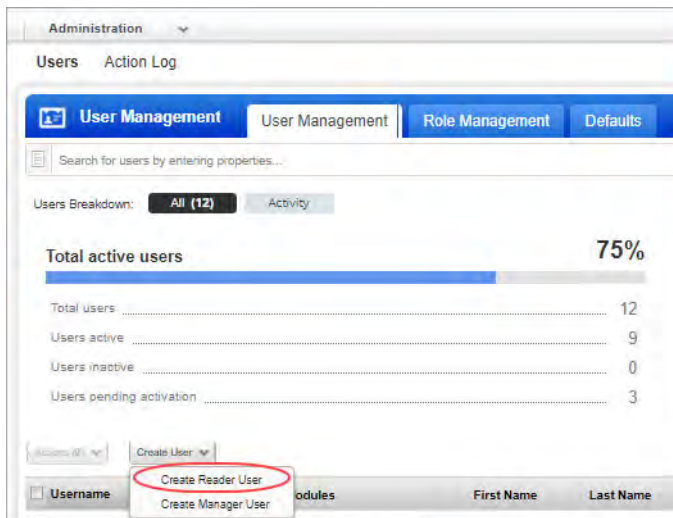 Administration
Users Action Log
User Management User Management Role Management Defaults
Search for users by entering properties...
Users Breakdown: All (12) Activity
Total active users 75%
Total users 12
Users active 9
Users inactive 0
Users pending activation 3
Create User
Create Reader User
Username odules First Name Last Name
Create Manager User